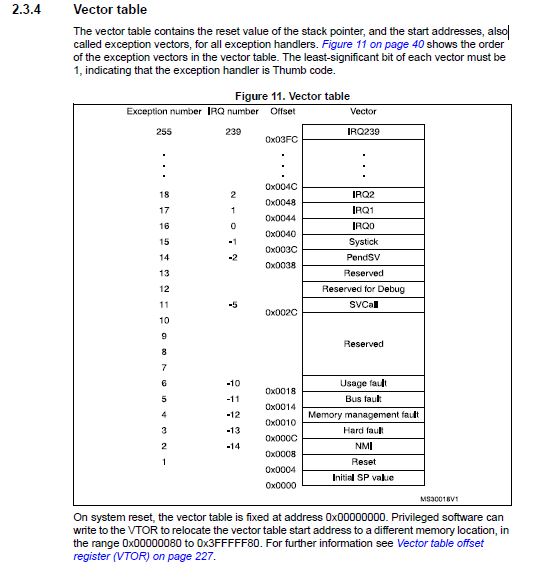 2.3.4 Vector table
The vector table contains the reset value of the stack pointer, and the start addresses, also
called exception vectors, for all exception handlers. Figure 11 on page 40 shows the order
of the exception vectors in the vector table. The least-significant bit of each vector must be
1, indicating that the exception handler is Thumb code.
Figure 11. Vector table
Exception number IRQ number Offset Vector
255 239 IRQ239
0x03FC
. . .
. . .
. . .
0x004C
18 2 IRQ2
0x0048
17 1 IRQ1
0x0044
16 0 IRQ0
0x0040
15 -1 Systick
0x003C
14 -2 PendSV
0x0038
13 Reserved
12 Reserved for Debug
11 -5 SVCall
0x002C
10
9
Reserved
8
7
6 -10 Usage fault
0x0018
5 -11 Bus fault
0x0014
4 -12 Memory management fault
0x0010
3 -13 Hard fault
0x000C
2 -14 NMI
0x0008
1 Reset
0x0004
Initial SP value
0x0000
MS30018V1
On system reset, the vector table is fixed at address 0x00000000. Privileged software can
write to the VTOR to relocate the vector table start address to a different memory location, in
the range 0x00000080 to 0x3FFFFF80. For further information see Vector table offset
register (VTOR) on page 227.